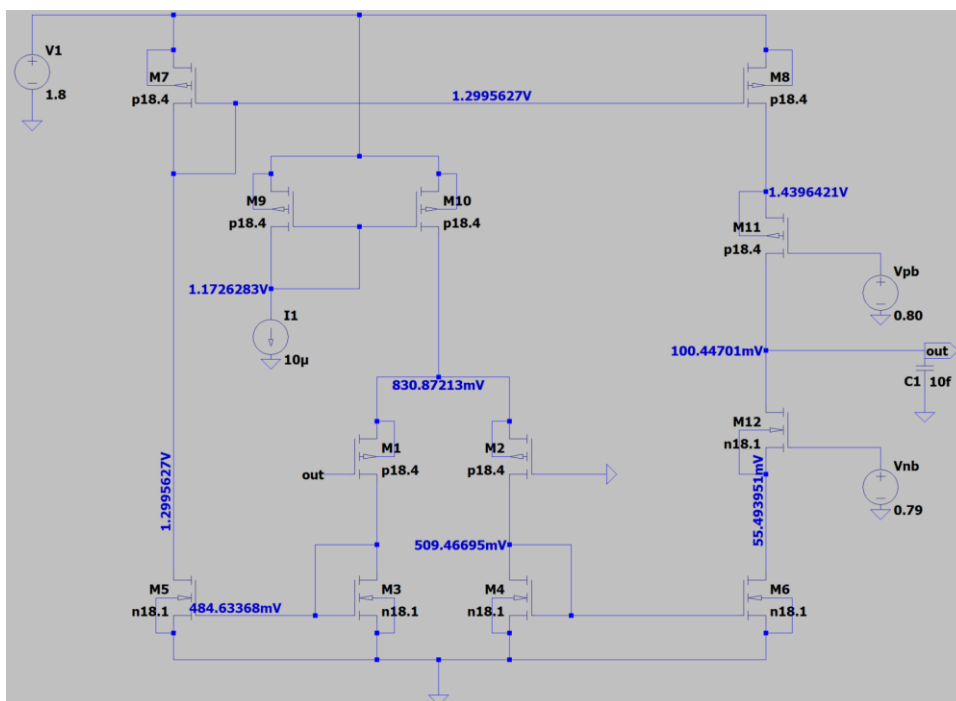 V1
1.8
M7
p18.4
1.2995627V
M8
p18.4
M9
p18.4
M10
p18.4
1.4396421V
M11
p18.4
Vpb
0.80
1.1726283V
I1
10µ
100.44701mV
out
C1 10f
830.87213mV
M1
p18.4
out
M2
p18.4
M12
n18.1
Vnb
0.79
1.2995627V
509.46695mV
55.493951mV
M5
n18.1
484.63368mV
M3
n18.1
M4
n18.1
M6
n18.1